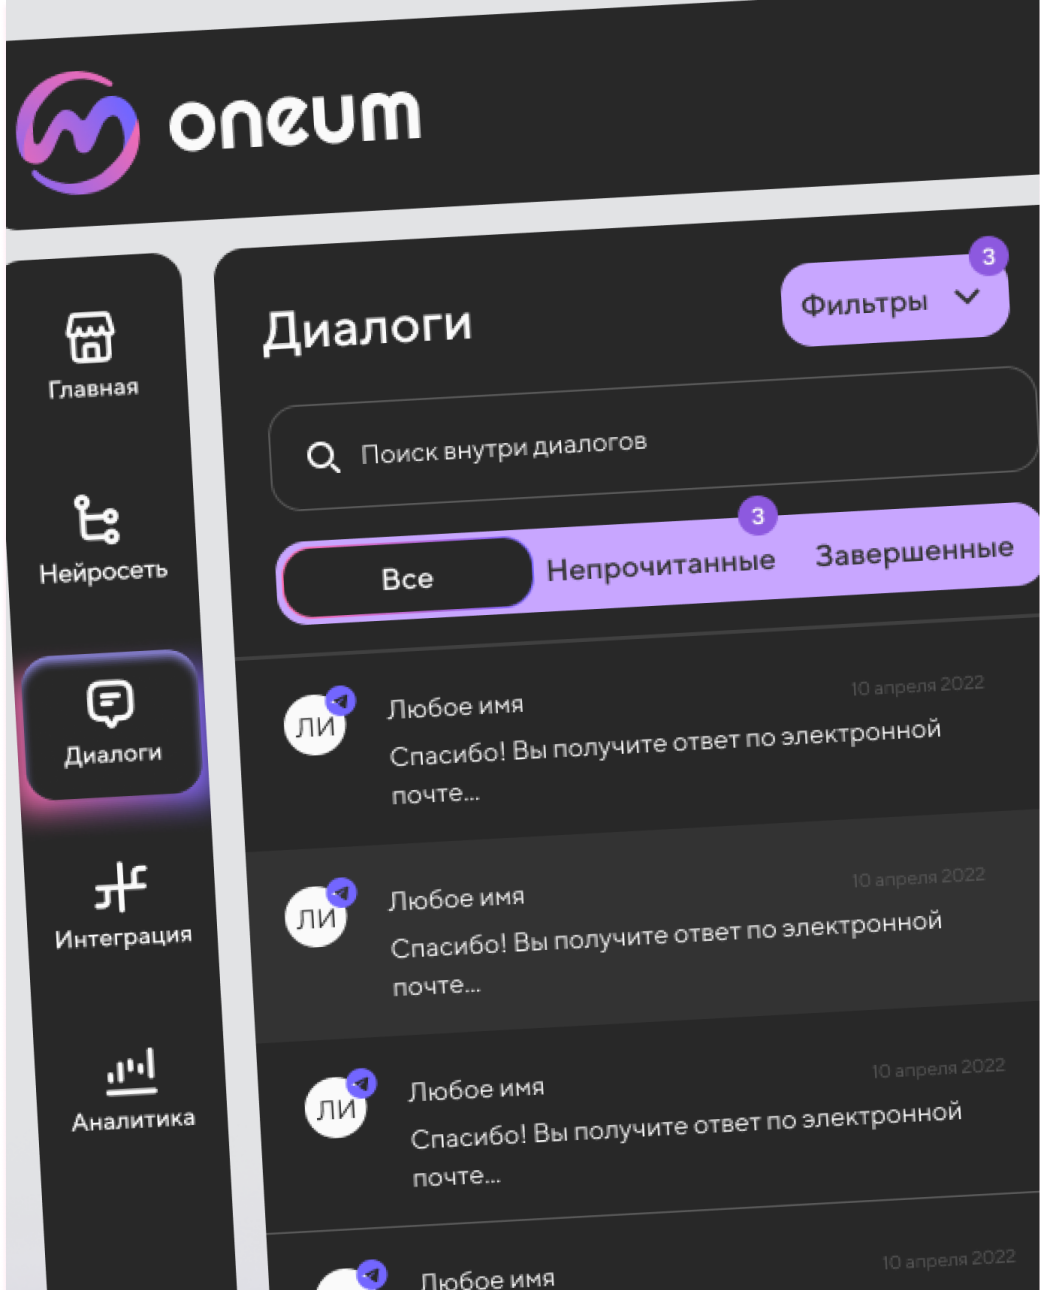 oneum
Главная
Нейросеть
Диалоги
Интеграция
Аналитика
Диалоги
Фильтры
3
Поиск внутри диалогов
Все
Непрочитанные
3
Завершенные
ЛИ
Любое имя
10 апреля 2022
Спасибо! Вы получите ответ по электронной
почте...
ЛИ
Любое имя
10 апреля 2022
Спасибо! Вы получите ответ по электронной
почте...
ЛИ
Любое имя
10 апреля 2022
Спасибо! Вы получите ответ по электронной
почте...
Любое имя
10 апреля 2022